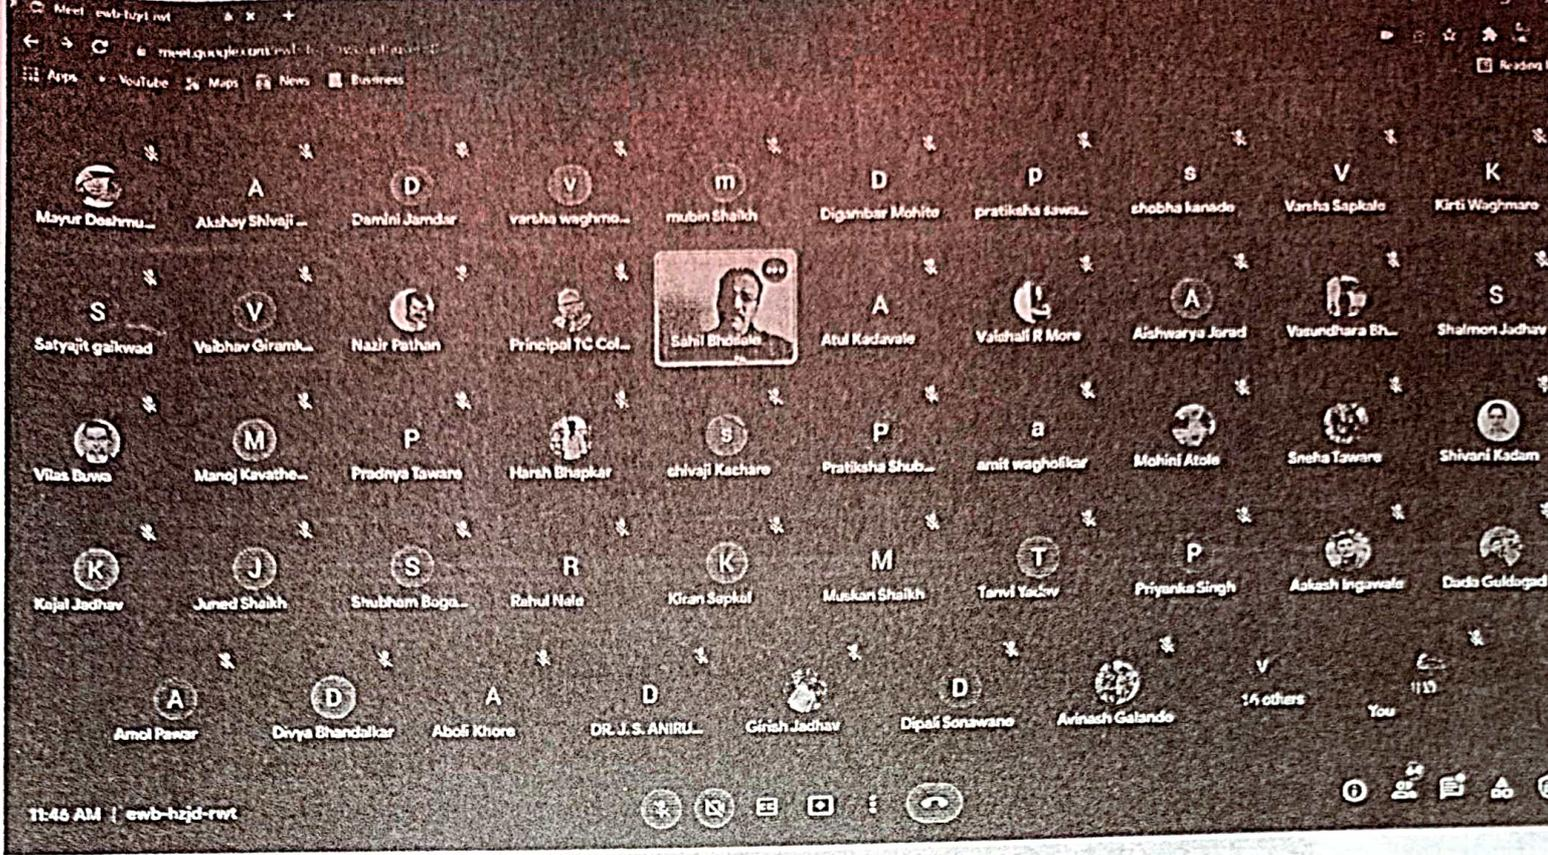 Meet
Apps YouTube Maps News Business
Reading
A D v m D p s V K
Mayur Deshmu... Akshay Shivaji ... Damini Jamdar varsha waghmo... mubin Shaikh Digambar Mohite pratiksha sawa... shobha kanade Varsha Sapkale Kirti Waghmare
S V A A S
Satyajit gaikwad Vaibhav Giramk... Nazir Pathan Principal TC Col... Sahil Bhosale Atul Kadavale Vaishali R More Aishwarya Jarad Vasundhara Bh... Shalmon Jadhav
M P s P a
Vilas Buwa Manoj Kavathe... Pradnya Taware Harsh Bhapkar shivaji Kachare Pratiksha Shub... amit wagholikar Mohini Atole Sneha Taware Shivani Kadam
K J S R K M T P
Kajal Jadhav Juned Shaikh Shubham Boga... Rahul Nale Kiran Sapkal Muskan Shaikh Tanvi Yadav Priyanka Singh Aakash Ingawale Dada Guldagad
A D A D D V
Amol Pawar Divya Bhandalkar Aboli Khore DR. J. S. ANIRU... Girish Jadhav Dipali Sonawane Avinash Galande others You
11:46 AM | ewb-hzjd-rwt